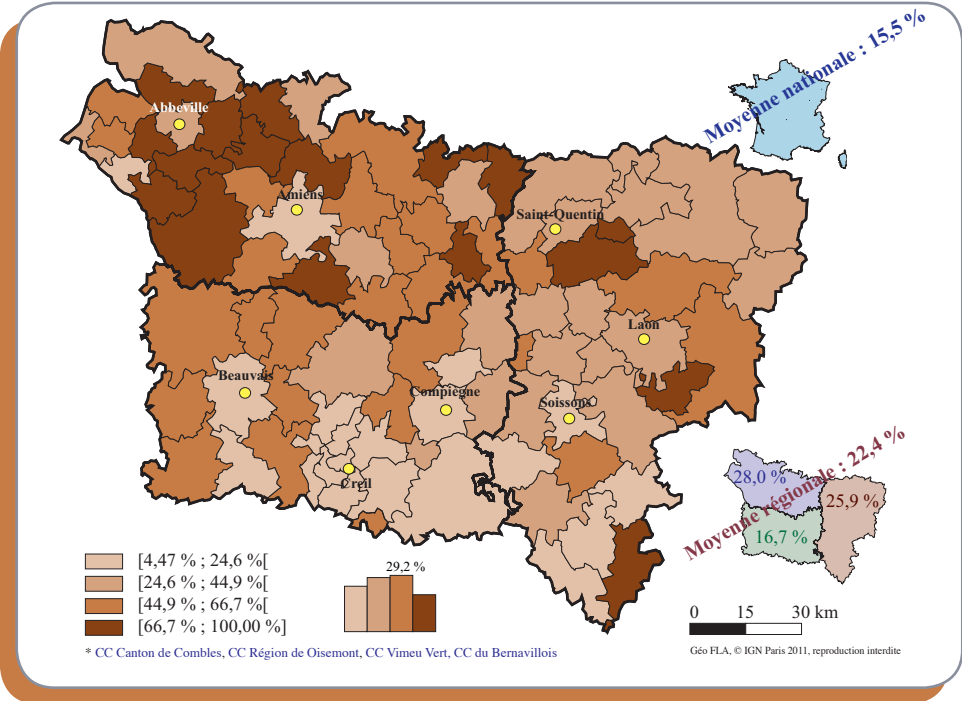 Moyenne nationale : 15,5 %
Abbeville
Amiens
Saint-Quentin
Laon
Beauvais
Compiègne
Soissons
Creil
Moyenne régionale : 22,4 %
28,0 %
25,9 %
16,7 %
[4,47 % ; 24,6 %[
[24,6 % ; 44,9 %[
[44,9 % ; 66,7 %[
[66,7 % ; 100,00 %]
29,2 %
0 15 30 km
* CC Canton de Combles, CC Région de Oisemont, CC Vimeu Vert, CC du Bernavillois
Géo FLA, © IGN Paris 2011, reproduction interdite